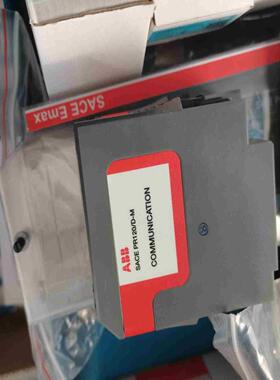 SACE Emax
ABB
SACE PR120/D-M
COMMUNICATION